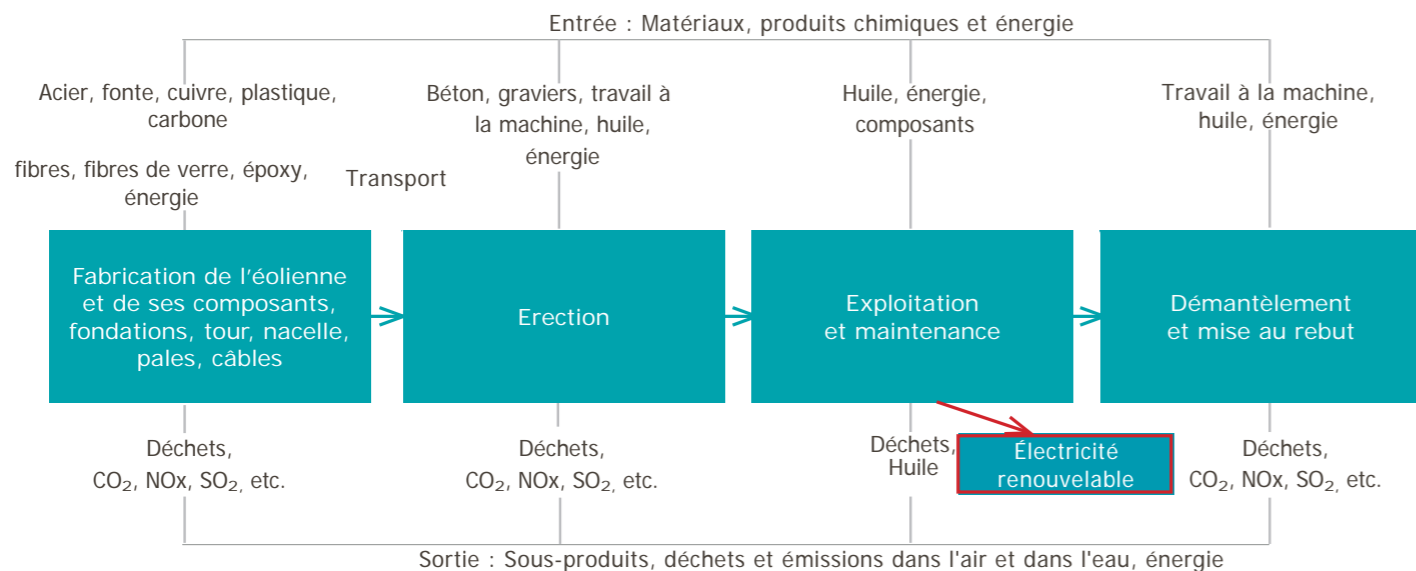 Entrée : Matériaux, produits chimiques et énergie
Acier, fonte, cuivre, plastique,
carbone
fibres, fibres de verre, époxy,
énergie
Transport
Béton, graviers, travail à
la machine, huile,
énergie
Huile, énergie,
composants
Travail à la machine,
huile, énergie
Fabrication de l'éolienne
et de ses composants,
fondations, tour, nacelle,
pales, câbles
Erection
Exploitation
et maintenance
Démantèlement
et mise au rebut
Déchets,
CO₂, NOx, SO₂, etc.
Déchets,
CO₂, NOx, SO₂, etc.
Déchets,
Huile
Électricité
renouvelable
Déchets,
CO₂, NOx, SO₂, etc.
Sortie : Sous-produits, déchets et émissions dans l'air et dans l'eau, énergie